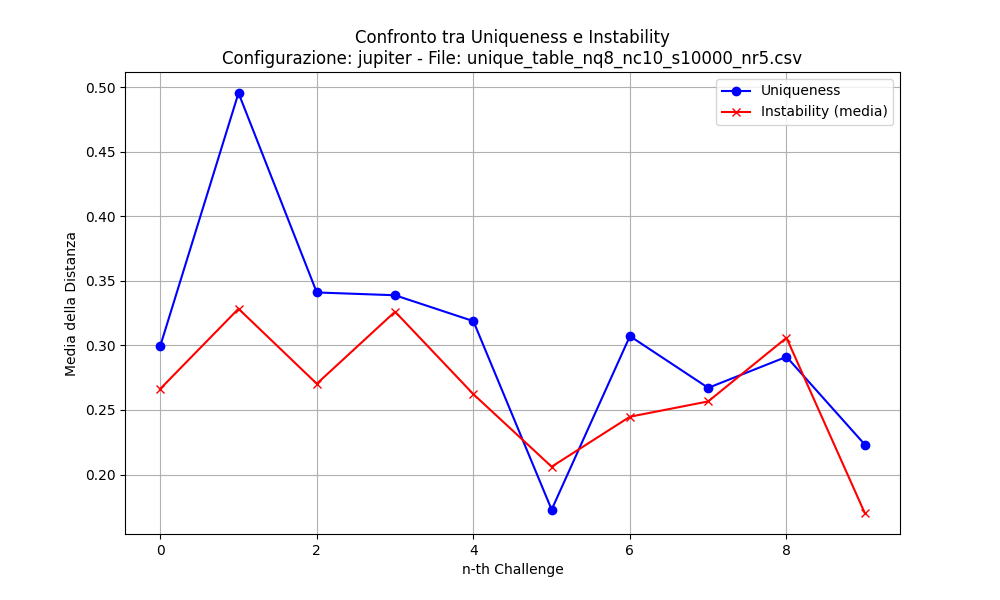 Confronto tra Uniqueness e Instability
Configurazione: jupiter - File: unique_table_nq8_nc10_s10000_nr5.csv
Uniqueness
Instability (media)
0.50
0.45
0.40
0.35
0.30
0.25
0.20
Media della Distanza
0 2 4 6 8
n-th Challenge